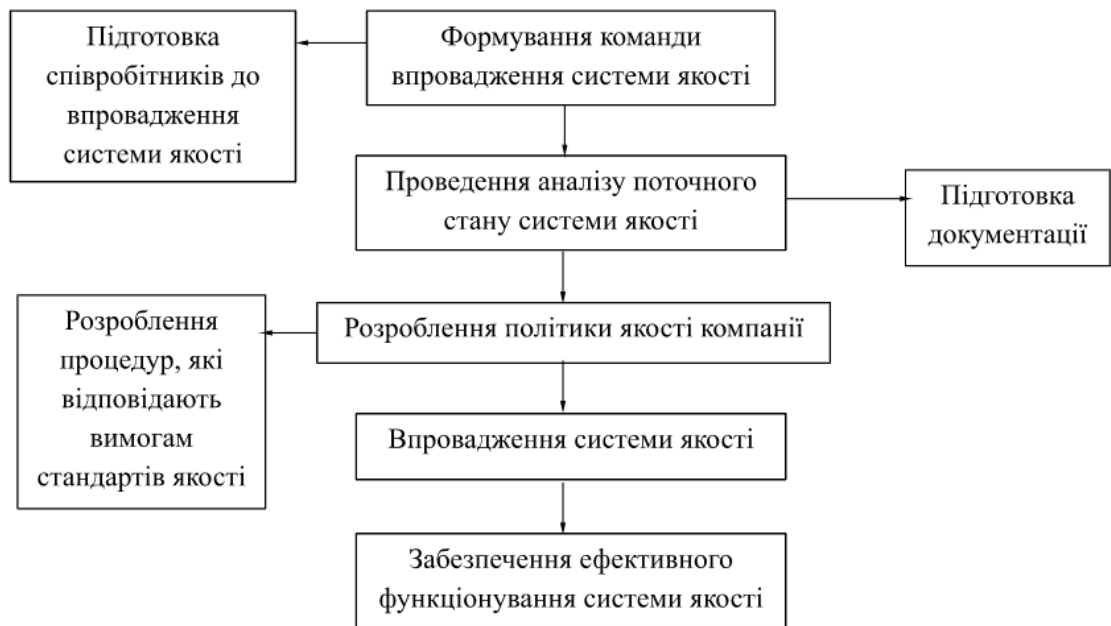 Підготовка
співробітників до
впровадження
системи якості
Формування команди
впровадження системи якості
Проведення аналізу поточного
стану системи якості
Підготовка
документації
Розроблення
процедур, які
відповідають
вимогам
стандартів якості
Розроблення політики якості компанії
Впровадження системи якості
Забезпечення ефективного
функціонування системи якості